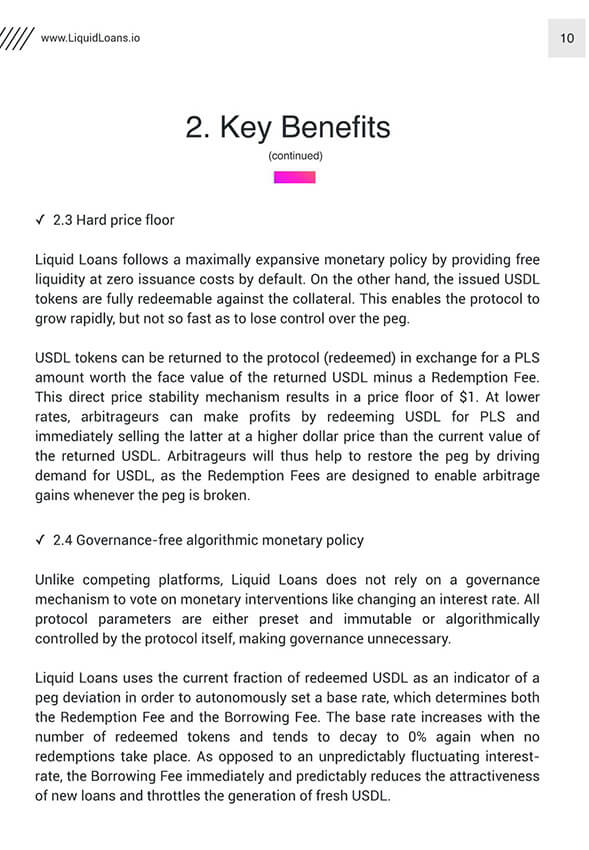 www.LiquidLoans.io
10
2. Key Benefits
(continued)
✓ 2.3 Hard price floor
Liquid Loans follows a maximally expansive monetary policy by providing free
liquidity at zero issuance costs by default. On the other hand, the issued USDL
tokens are fully redeemable against the collateral. This enables the protocol to
grow rapidly, but not so fast as to lose control over the peg.
USDL tokens can be returned to the protocol (redeemed) in exchange for a PLS
amount worth the face value of the returned USDL minus a Redemption Fee.
This direct price stability mechanism results in a price floor of $1. At lower
rates, arbitrageurs can make profits by redeeming USDL for PLS and
immediately selling the latter at a higher dollar price than the current value of
the returned USDL. Arbitrageurs will thus help to restore the peg by driving
demand for USDL, as the Redemption Fees are designed to enable arbitrage
gains whenever the peg is broken.
✓ 2.4 Governance-free algorithmic monetary policy
Unlike competing platforms, Liquid Loans does not rely on a governance
mechanism to vote on monetary interventions like changing an interest rate. All
protocol parameters are either preset and immutable or algorithmically
controlled by the protocol itself, making governance unnecessary.
Liquid Loans uses the current fraction of redeemed USDL as an indicator of a
peg deviation in order to autonomously set a base rate, which determines both
the Redemption Fee and the Borrowing Fee. The base rate increases with the
number of redeemed tokens and tends to decay to 0% again when no
redemptions take place. As opposed to an unpredictably fluctuating interest-
rate, the Borrowing Fee immediately and predictably reduces the attractiveness
of new loans and throttles the generation of fresh USDL.